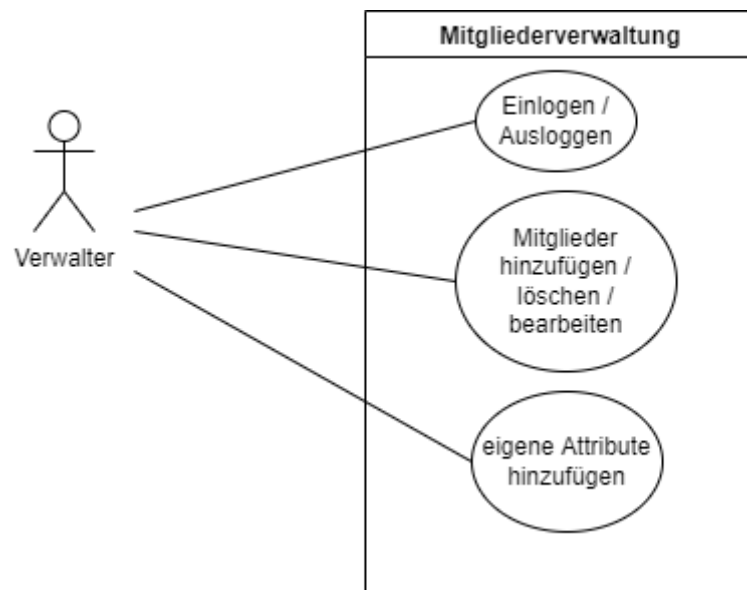 Mitgliederverwaltung
Einlogen /
Ausloggen
Verwalter
Mitglieder
hinzufügen /
löschen /
bearbeiten
eigene Attribute
hinzufügen